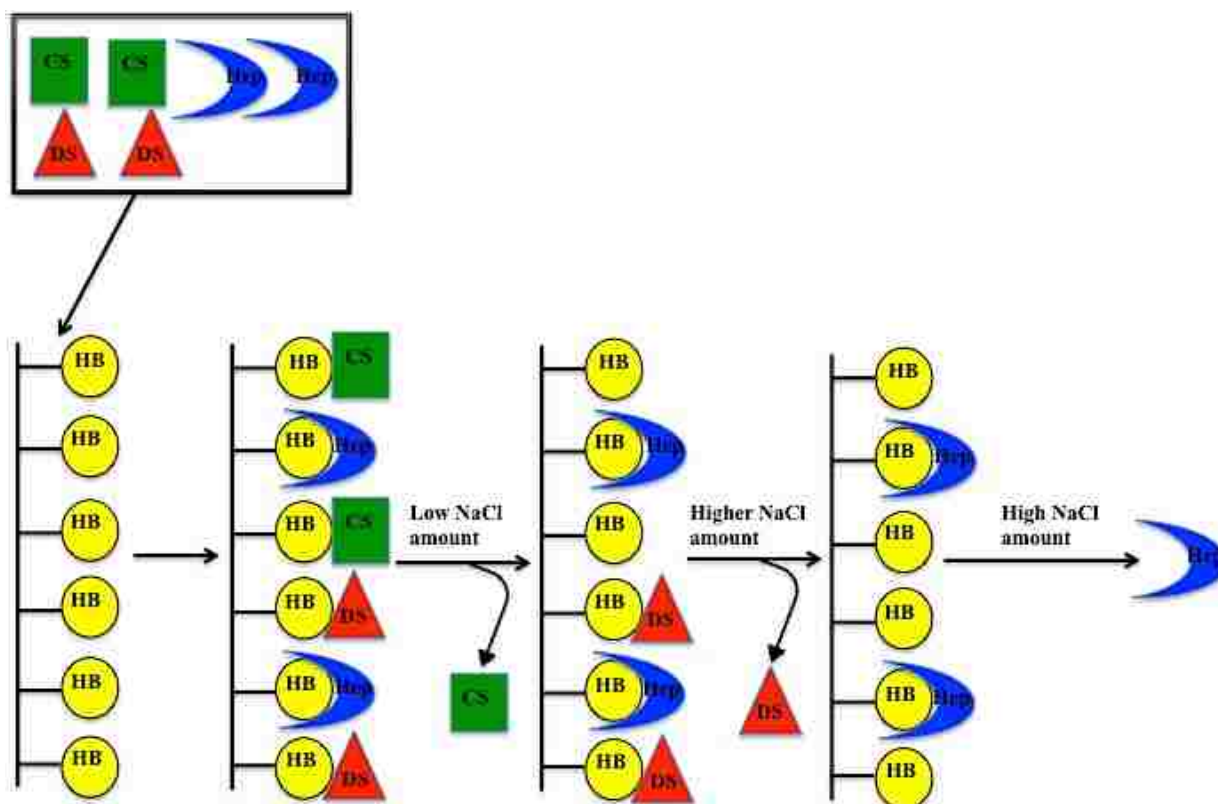 CS CS Hep Hep
DS DS
HB HB CS HB HB
HB HB Hep HB Hep HB Hep
HB HB CS HB HB
Low NaCl
amount
Higher NaCl
amount
High NaCl
amount
Hep
HB HB DS HB DS HB
HB HB Hep HB Hep HB Hep
CS
DS
HB HB DS HB DS HB